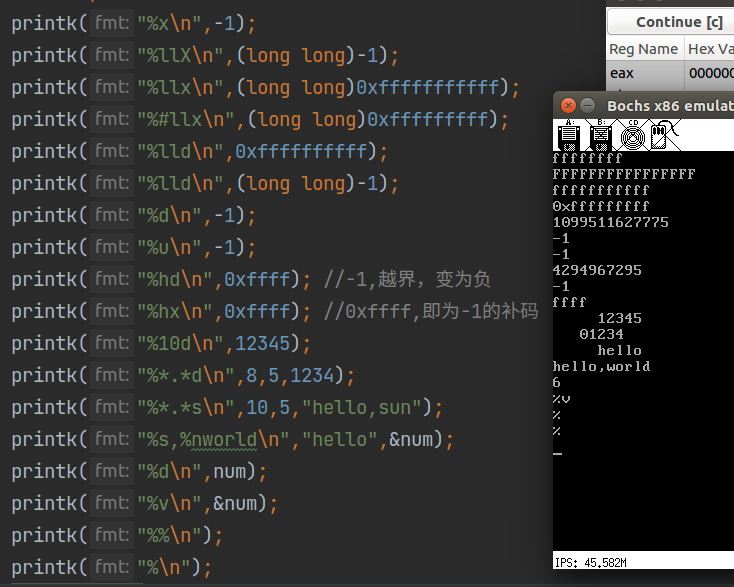 printk( fmt: "%x\n",-1);
printk( fmt: "%llX\n",(long long)-1);
printk( fmt: "%llx\n",(long long)0xfffffffffff);
printk( fmt: "%#llx\n",(long long)0xfffffffff);
printk( fmt: "%lld\n",0xffffffffff);
printk( fmt: "%lld\n",(long long)-1);
printk( fmt: "%d\n",-1);
printk( fmt: "%u\n",-1);
printk( fmt: "%hd\n",0xffff); //-1,越界，变为负
printk( fmt: "%hx\n",0xffff); //0xffff,即为-1的补码
printk( fmt: "%10d\n",12345);
printk( fmt: "%*.*d\n",8,5,1234);
printk( fmt: "%*.*s\n",10,5,"hello,sun");
printk( fmt: "%s,%nworld\n","hello",&num);
printk( fmt: "%d\n",num);
printk( fmt: "%v\n",&num);
printk( fmt: "%%\n");
printk( fmt: "%\n");
Continue [c]
Reg Name Hex Va
eax 000000
Bochs x86 emulat
A: B: CD
ffffffff
FFFFFFFFFFFFFFFF
fffffffffff
0xfffffffff
1099511627775
-1
-1
4294967295
-1
ffff
     12345
   01234
     hello
hello,world
6
%v
%
%
_
IPS: 45.582M